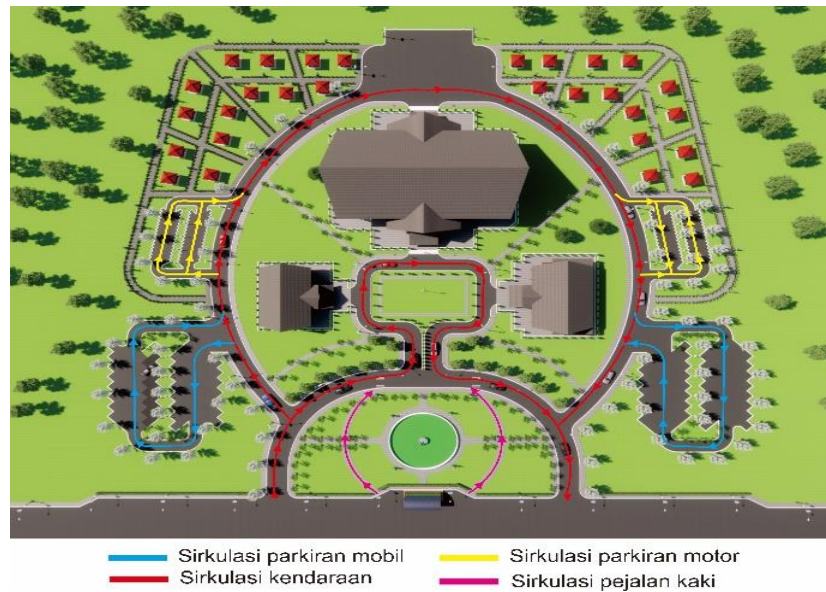 Sirkulasi parkiran mobil
Sirkulasi parkiran motor
Sirkulasi kendaraan
Sirkulasi pejalan kaki